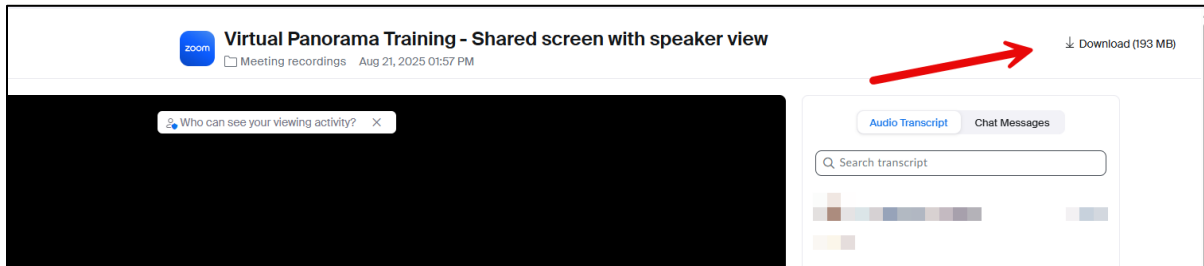 zoom
Virtual Panorama Training - Shared screen with speaker view
Meeting recordings Aug 21, 2025 01:57 PM
Download (193 MB)
Who can see your viewing activity?
Audio Transcript Chat Messages
Search transcript